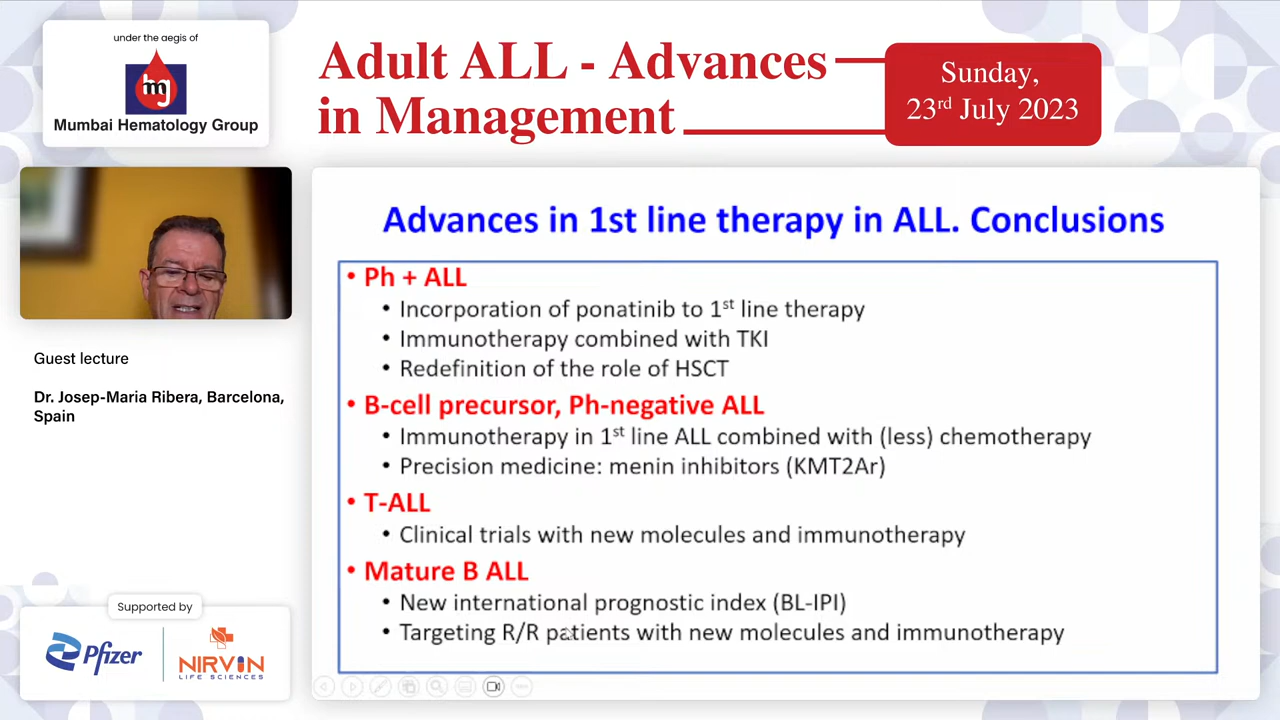 under the aegis of
mJ
Mumbai Hematology Group
Adult ALL - Advances
in Management
Sunday,
23rd July 2023
Guest lecture
Dr. Josep-Maria Ribera, Barcelona,
Spain
Supported by
Pfizer
NIRVIN
LIFE SCIENCES
Advances in 1st line therapy in ALL. Conclusions
• Ph + ALL
• Incorporation of ponatinib to 1st line therapy
• Immunotherapy combined with TKI
• Redefinition of the role of HSCT
• B-cell precursor, Ph-negative ALL
• Immunotherapy in 1st line ALL combined with (less) chemotherapy
• Precision medicine: menin inhibitors (KMT2Ar)
• T-ALL
• Clinical trials with new molecules and immunotherapy
• Mature B ALL
• New international prognostic index (BL-IPI)
• Targeting R/R patients with new molecules and immunotherapy